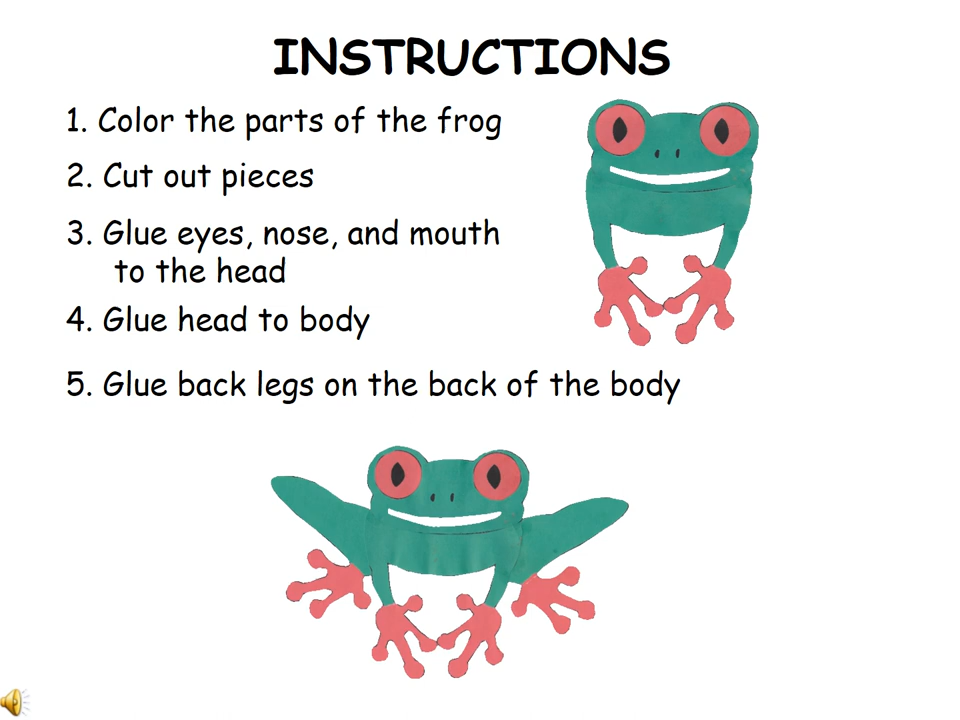 INSTRUCTIONS
1. Color the parts of the frog
2. Cut out pieces
3. Glue eyes, nose, and mouth
to the head
4. Glue head to body
5. Glue back legs on the back of the body